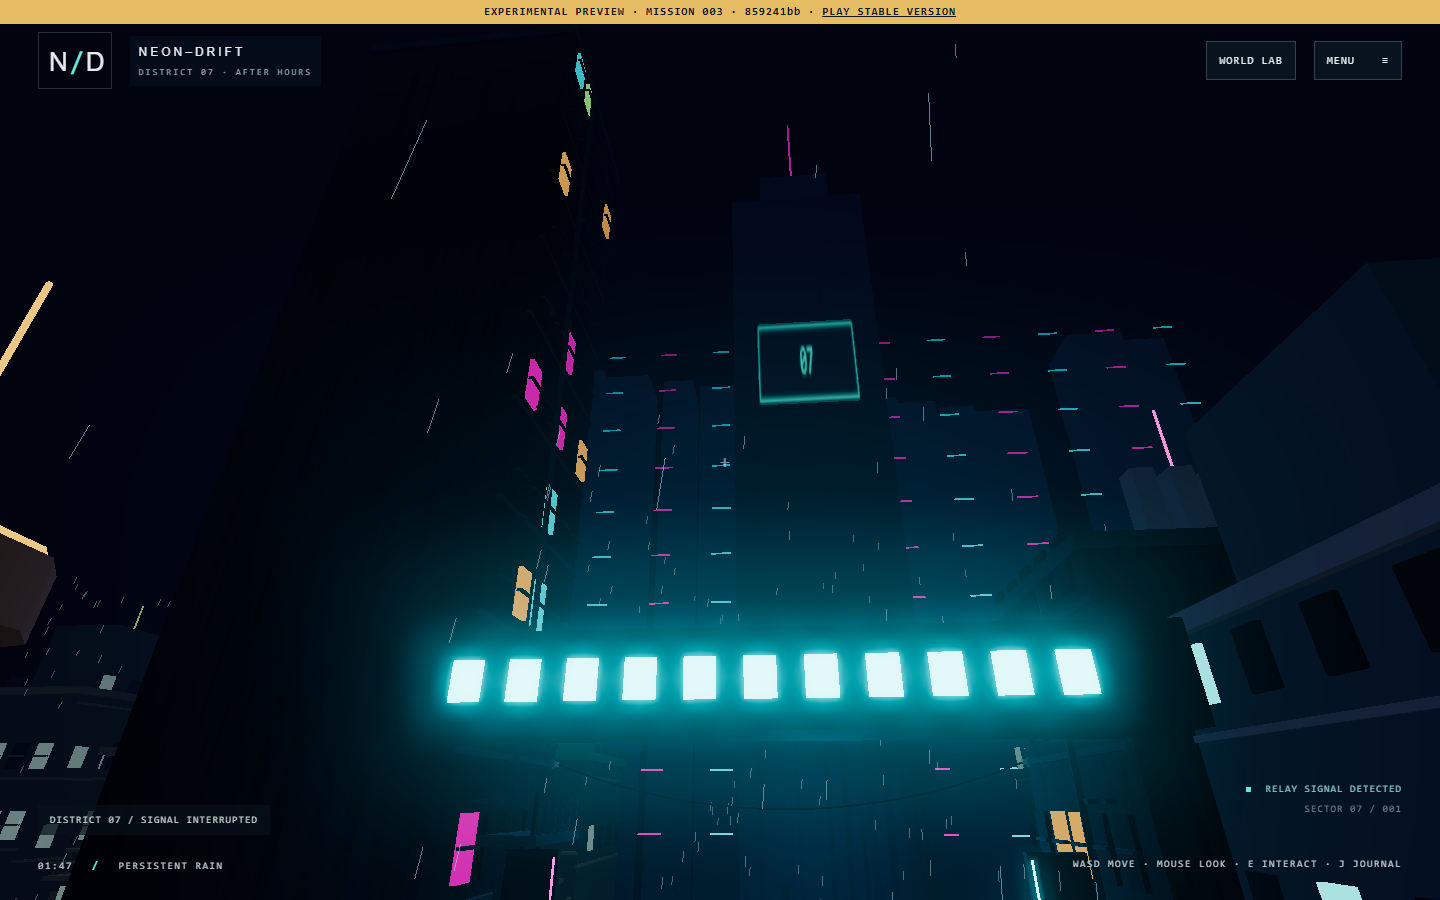 EXPERIMENTAL PREVIEW · MISSION 003 · 859241bb · PLAY STABLE VERSION
N/D
NEON—DRIFT
DISTRICT 07 · AFTER HOURS
WORLD LAB
MENU ≡
07
RELAY SIGNAL DETECTED
SECTOR 07 / 001
DISTRICT 07 / SIGNAL INTERRUPTED
01:47 / PERSISTENT RAIN
WASD MOVE · MOUSE LOOK · E INTERACT · J JOURNAL